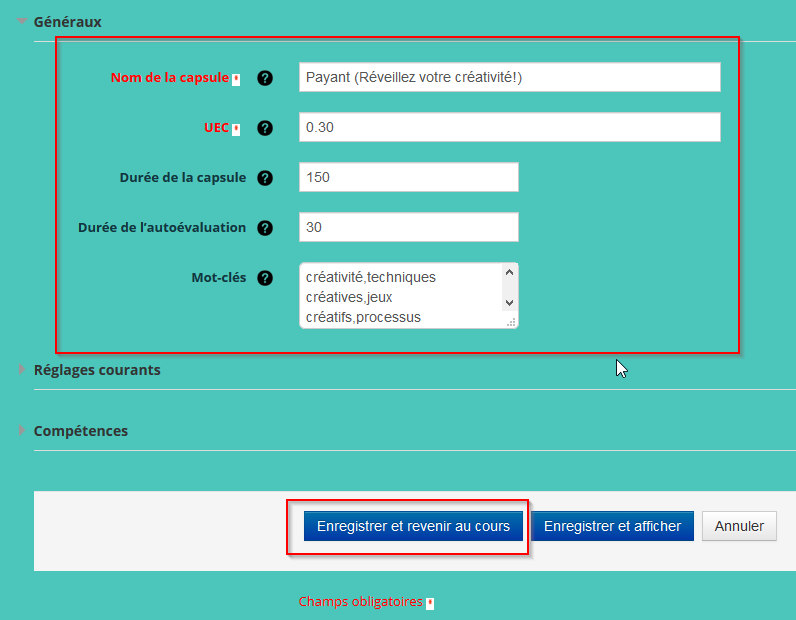 Généraux
Nom de la capsule * ? Payant (Réveillez votre créativité!)
UEC * ? 0.30
Durée de la capsule ? 150
Durée de l’autoévaluation ? 30
Mot-clés ? créativité,techniques
créatives,jeux
créatifs,processus
Réglages courants
Compétences
Enregistrer et revenir au cours Enregistrer et afficher Annuler
Champs obligatoires *